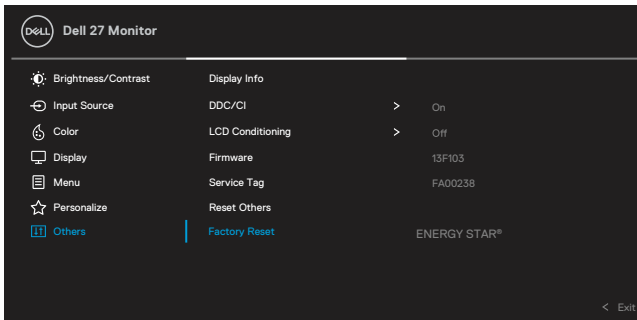 DELL Dell 27 Monitor
Brightness/Contrast Display Info
Input Source DDC/CI > On
Color LCD Conditioning > Off
Display Firmware 13F103
Menu Service Tag FA00238
Personalize Reset Others
Others Factory Reset ENERGY STAR®
< Exit